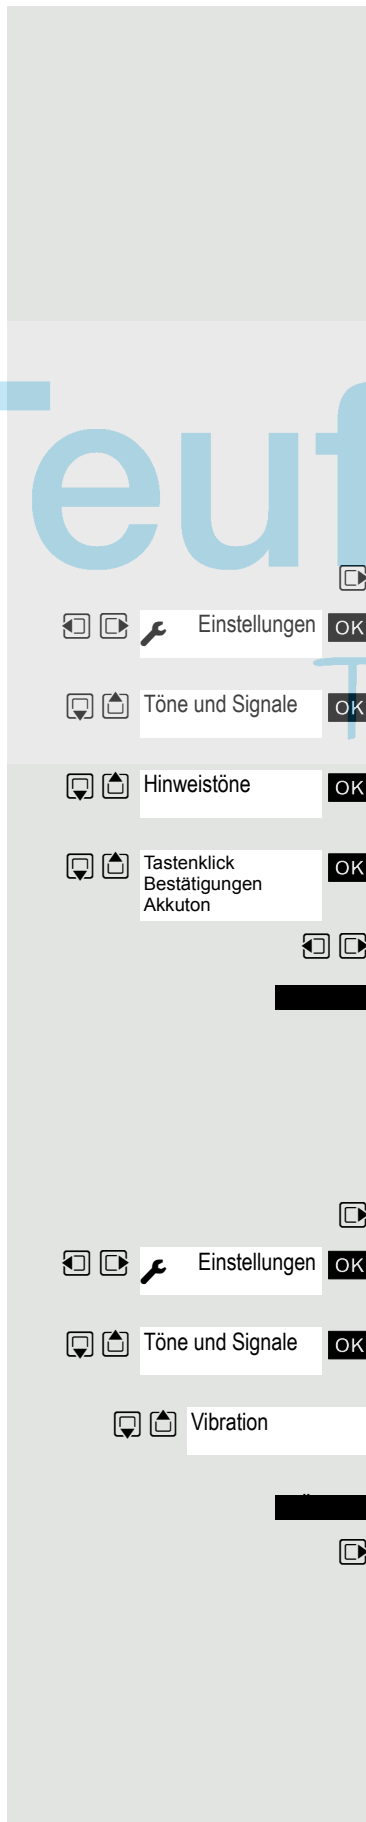 Teuf
T
Einstellungen OK
Töne und Signale OK
Hinweistöne OK
Tastenklick OK
Bestätigungen
Akkuton
Einstellungen OK
Töne und Signale OK
Vibration